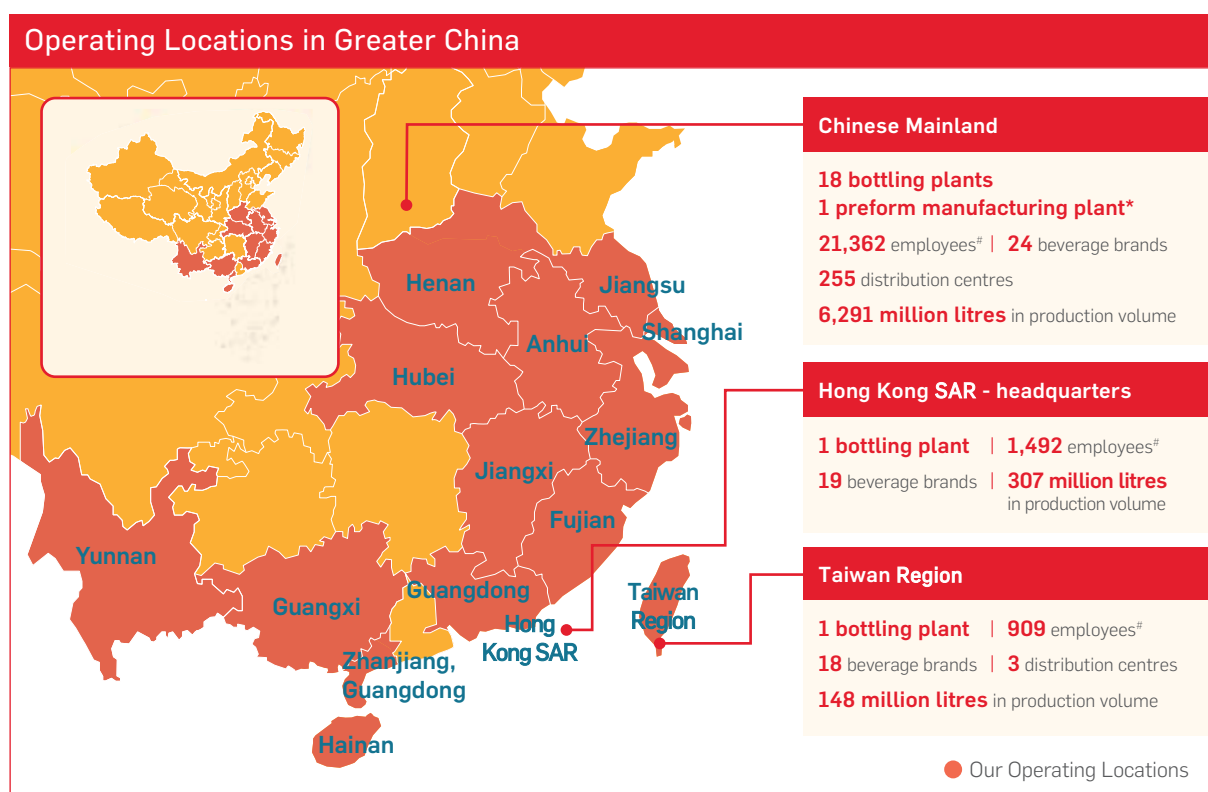 Operating Locations in Greater China
Chinese Mainland
18 bottling plants
1 preform manufacturing plant*
21,362 employees# | 24 beverage brands
255 distribution centres
6,291 million litres in production volume
Henan
Jiangsu
Shanghai
Anhui
Hubei
Hong Kong SAR - headquarters
1 bottling plant | 1,492 employees#
19 beverage brands | 307 million litres
in production volume
Zhejiang
Jiangxi
Fujian
Yunnan
Guangdong
Guangxi
Taiwan
Region
Hong
Kong SAR
Zhanjiang,
Guangdong
Hainan
Taiwan Region
1 bottling plant | 909 employees#
18 beverage brands | 3 distribution centres
148 million litres in production volume
Our Operating Locations